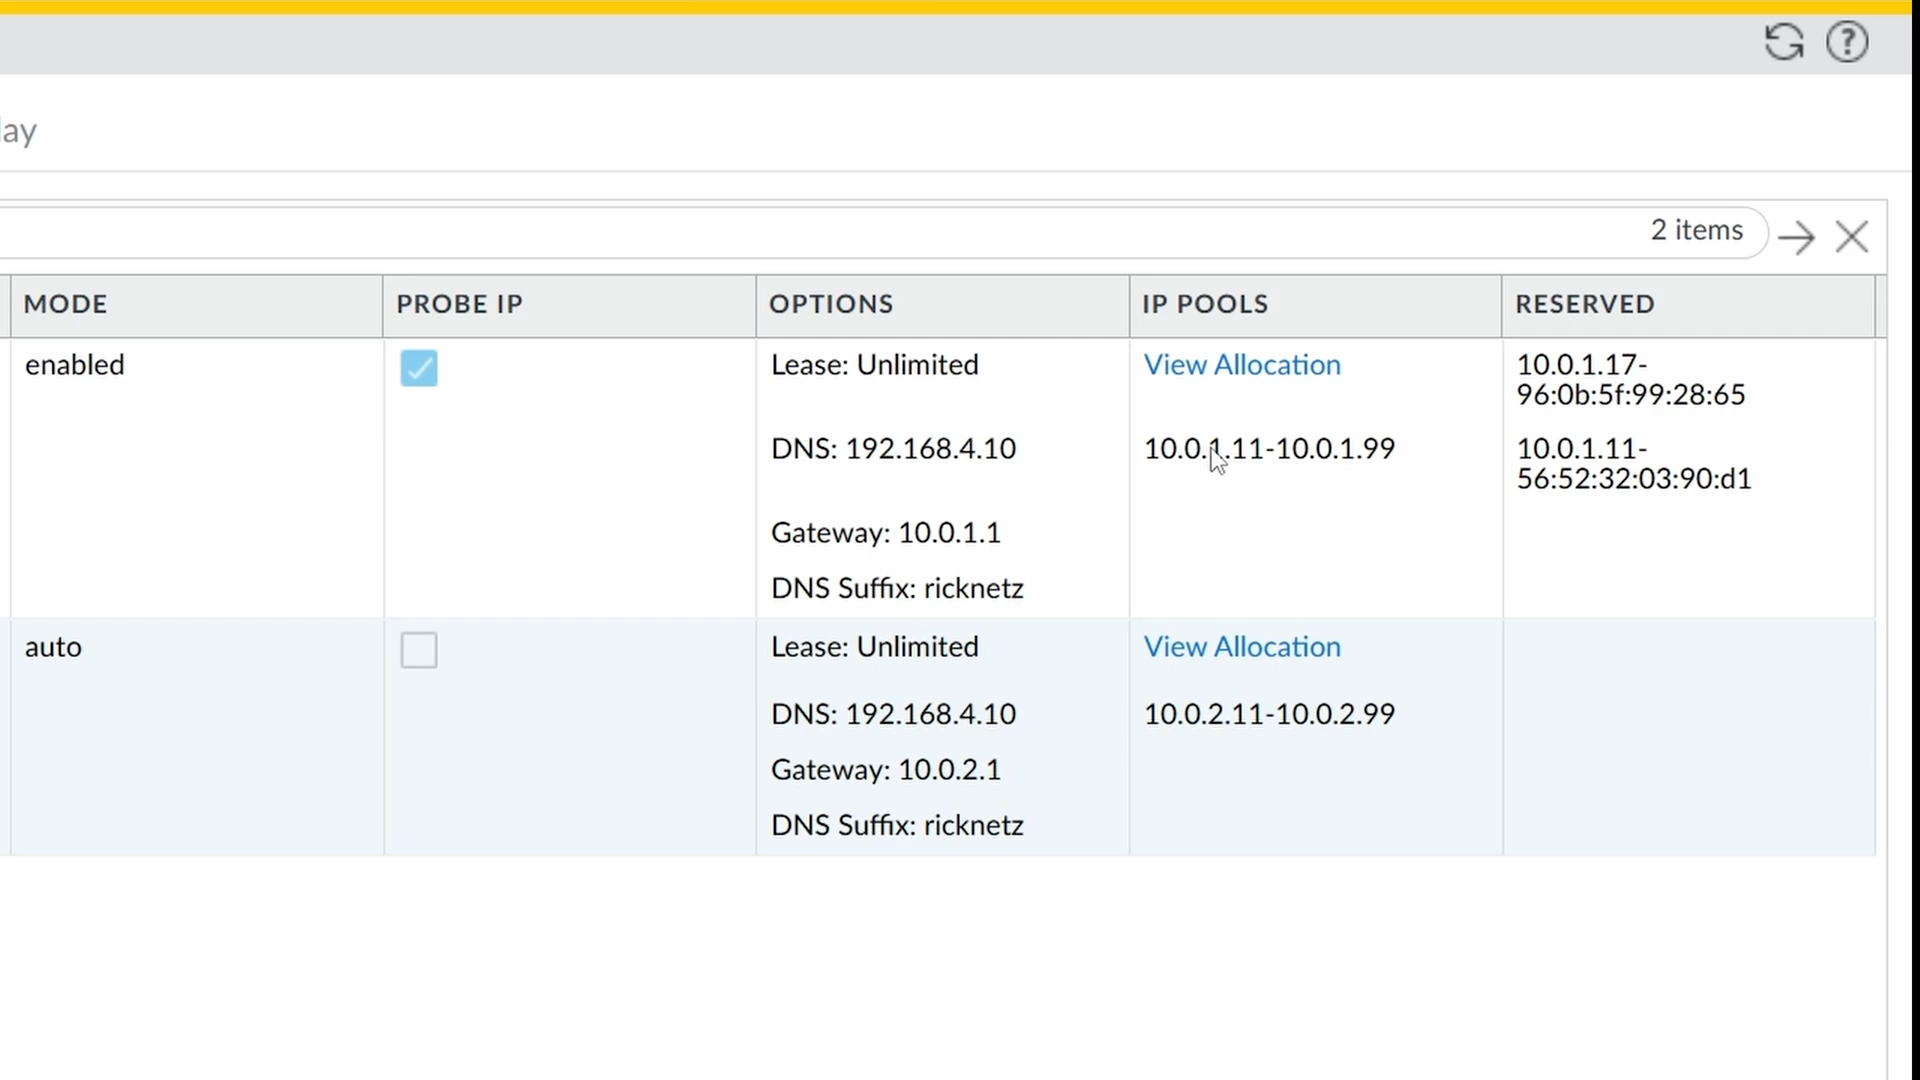 lay
2 items
MODE
PROBE IP
OPTIONS
IP POOLS
RESERVED
enabled
Lease: Unlimited
DNS: 192.168.4.10
Gateway: 10.0.1.1
DNS Suffix: ricknetz
View Allocation
10.0.1.11-10.0.1.99
10.0.1.17-
96:0b:5f:99:28:65
10.0.1.11-
56:52:32:03:90:d1
auto
Lease: Unlimited
DNS: 192.168.4.10
Gateway: 10.0.2.1
DNS Suffix: ricknetz
View Allocation
10.0.2.11-10.0.2.99